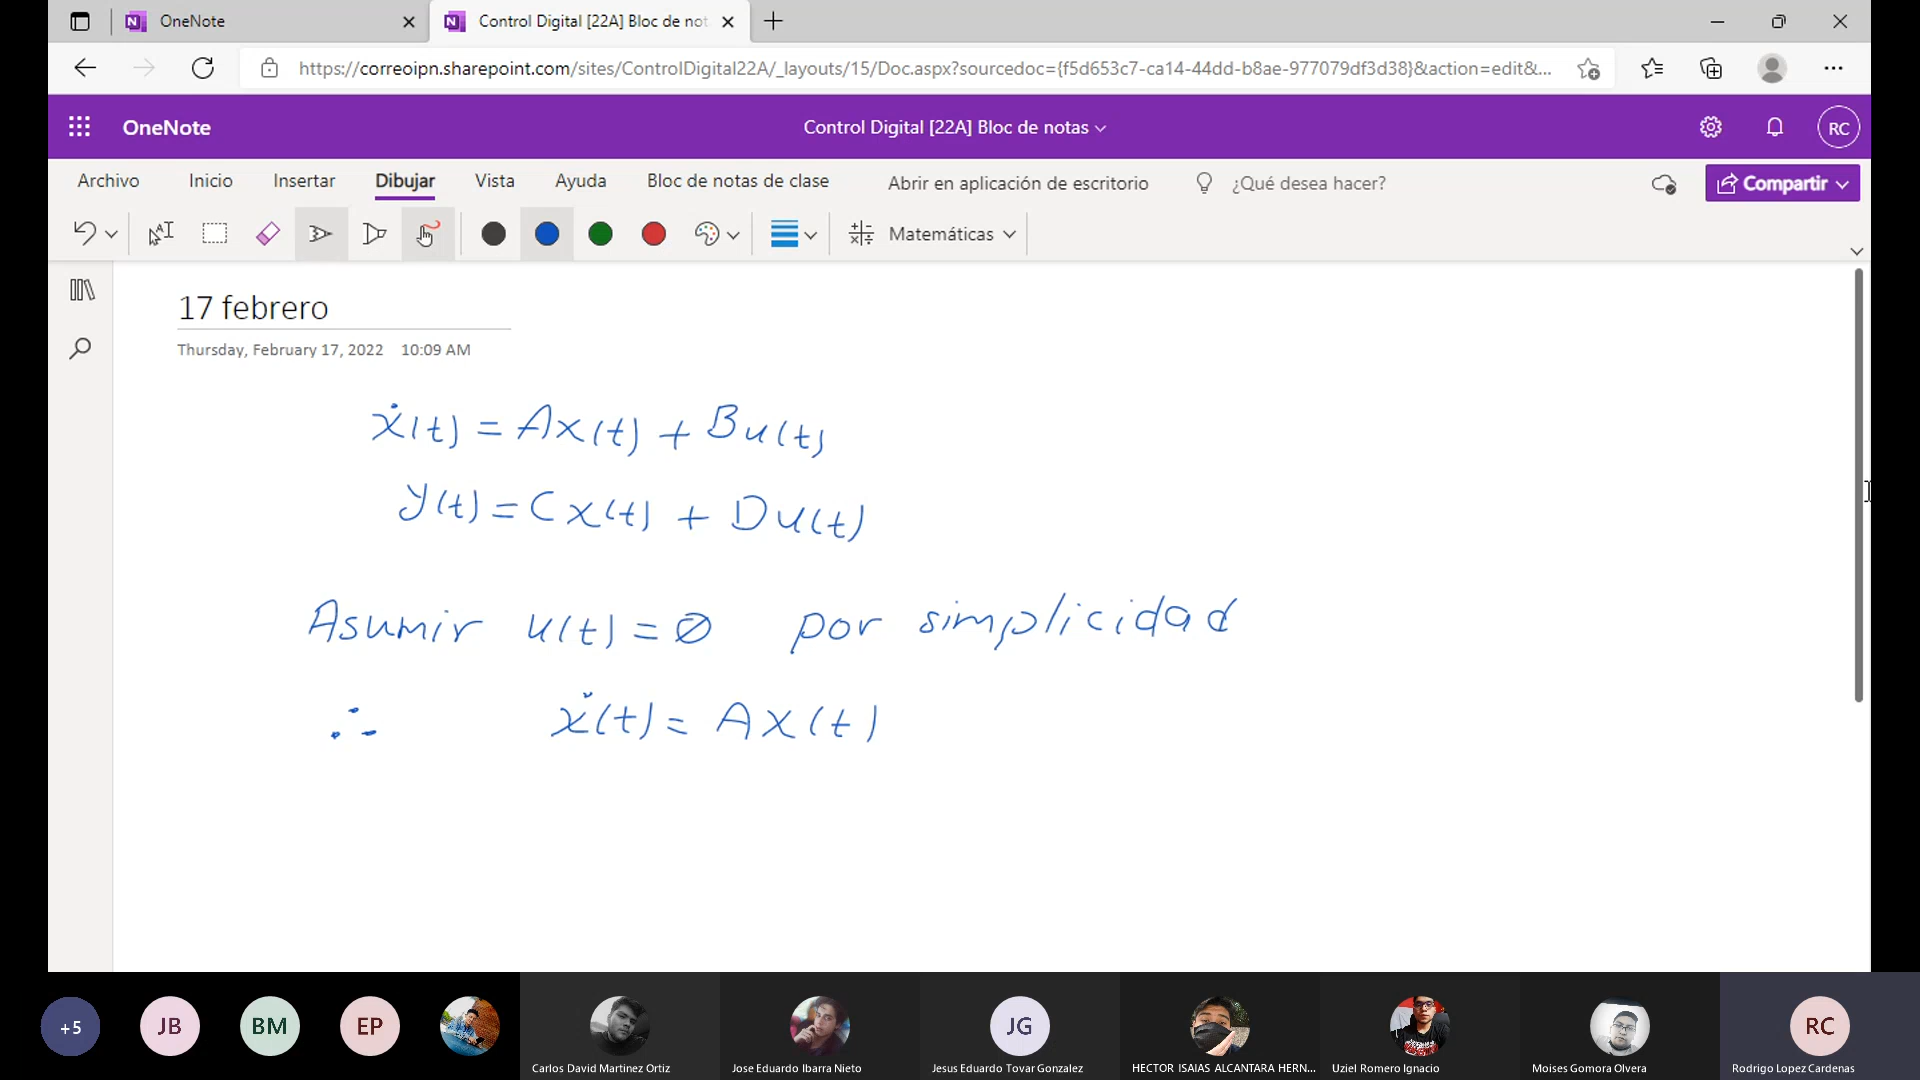 OneNote
Control Digital [22A] Bloc de not
https://correoipn.sharepoint.com/sites/ControlDigital22A/_layouts/15/Doc.aspx?sourcedoc={f5d653c7-ca14-44dd-b8ae-977079df3d38}&action=edit&...
OneNote
Control Digital [22A] Bloc de notas
RC
Archivo Inicio Insertar Dibujar Vista Ayuda Bloc de notas de clase Abrir en aplicación de escritorio ¿Qué desea hacer? Compartir
Matemáticas
17 febrero
Thursday, February 17, 2022 10:09 AM
ẋ(t) = Ax(t) + Bu(t)
y(t) = Cx(t) + Du(t)
Asumir u(t) = ∅ por simplicidad
∴ ẋ(t) = Ax(t)
+5 JB BM EP JG RC
Carlos David Martinez Ortiz
Jose Eduardo Ibarra Nieto
Jesus Eduardo Tovar Gonzalez
HECTOR ISAIAS ALCANTARA HERN...
Uziel Romero Ignacio
Moises Gomora Olvera
Rodrigo Lopez Cardenas